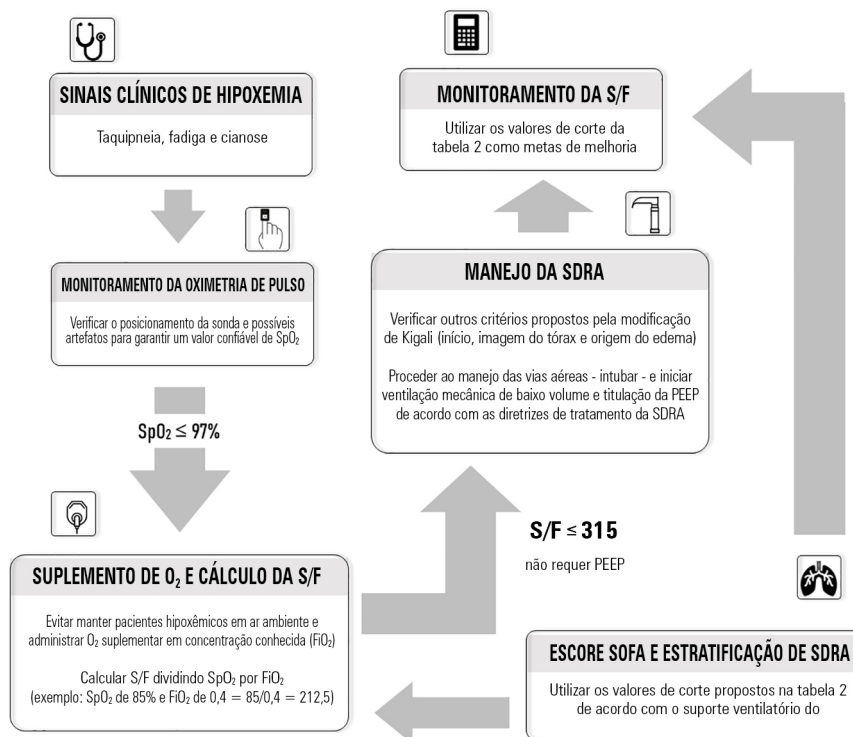 SINAIS CLÍNICOS DE HIPOXEMIA
Taquipneia, fadiga e cianose
MONITORAMENTO DA OXIMETRIA DE PULSO
Verificar o posicionamento da sonda e possíveis
artefatos para garantir um valor confiável de SpO₂
SpO₂ ≤ 97%
SUPLEMENTO DE O₂ E CÁLCULO DA S/F
Evitar manter pacientes hipoxêmicos em ar ambiente e
administrar O₂ suplementar em concentração conhecida (FiO₂)
Calcular S/F dividindo SpO₂ por FiO₂
(exemplo: SpO₂ de 85% e FiO₂ de 0,4 = 85/0,4 = 212,5)
MONITORAMENTO DA S/F
Utilizar os valores de corte da
tabela 2 como metas de melhoria
MANEJO DA SDRA
Verificar outros critérios propostos pela modificação
de Kigali (início, imagem do tórax e origem do edema)
Proceder ao manejo das vias aéreas - intubar - e iniciar
ventilação mecânica de baixo volume e titulação da PEEP
de acordo com as diretrizes de tratamento da SDRA
S/F ≤ 315
não requer PEEP
ESCORE SOFA E ESTRATIFICAÇÃO DE SDRA
Utilizar os valores de corte propostos na tabela 2
de acordo com o suporte ventilatório do